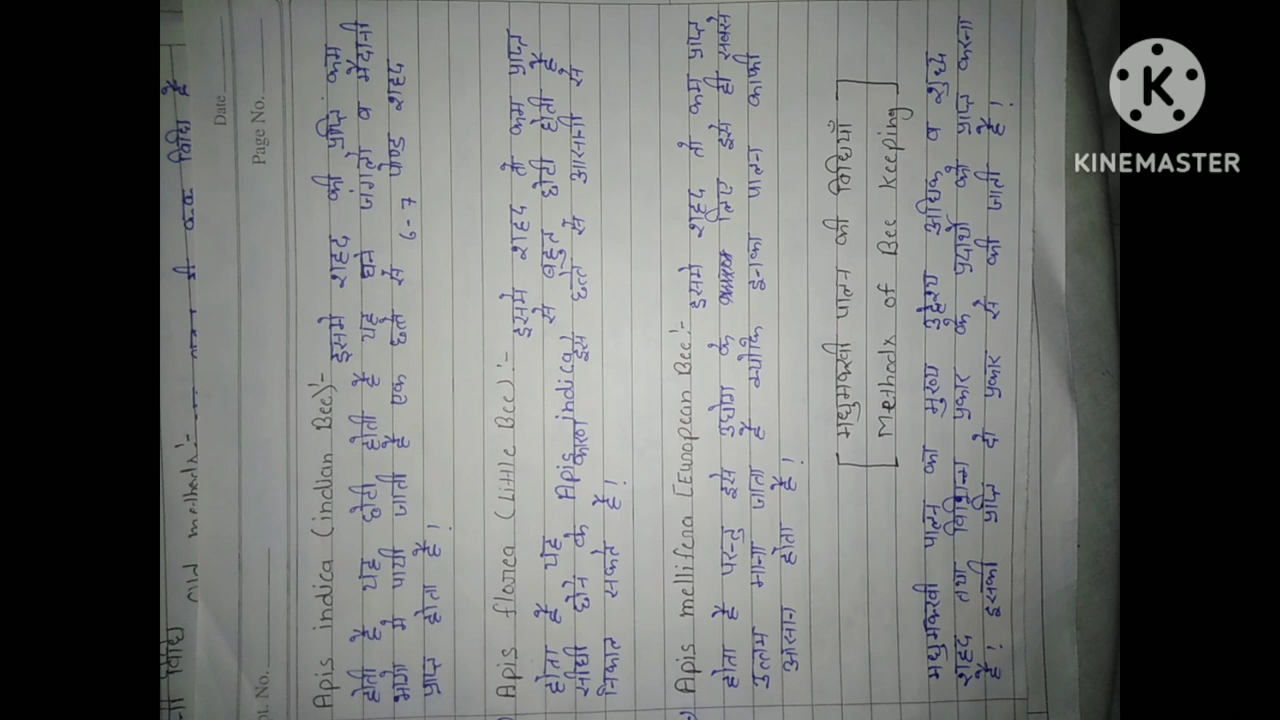 Date
Page No.
Apis indica (indian Bee)'- इसमे शहद की प्राप्ति कम
होती है यह छोटी होती है यह घने जंगलो व मैदानी
भागो मे पायी जाती है एक छते से 6-7 पोण्ड शहद
प्राप्त होता है!
Apis florea (Little Bee):- इसमे शहद तो कम प्राप्त
होता है यह Apis indica से बहुत छोटी होती है
सीधी होने के कारण इसे छते से आसानी से
निकाल सकते है!
Apis mellifera [European Bee:- इसमे शहद तो कम प्राप्त
होता है परन्तु इसे उद्योग के लिए इसे ही सबसे
उत्तम माना जाता है क्योकि इनका पालन काफी
आसान होता है!
[मधुमक्खी पालन की विधियाँ]
[Methods of Bee keeping]
मधुमक्खी पालन का मुख्य उद्देश्य अधिक व शुध्द
शहद तथा विभिन्न प्रकार के पदार्थो को प्राप्त करना
है! इसकी प्राप्ति दो प्रकार से की जाती है!
K
KINEMASTER